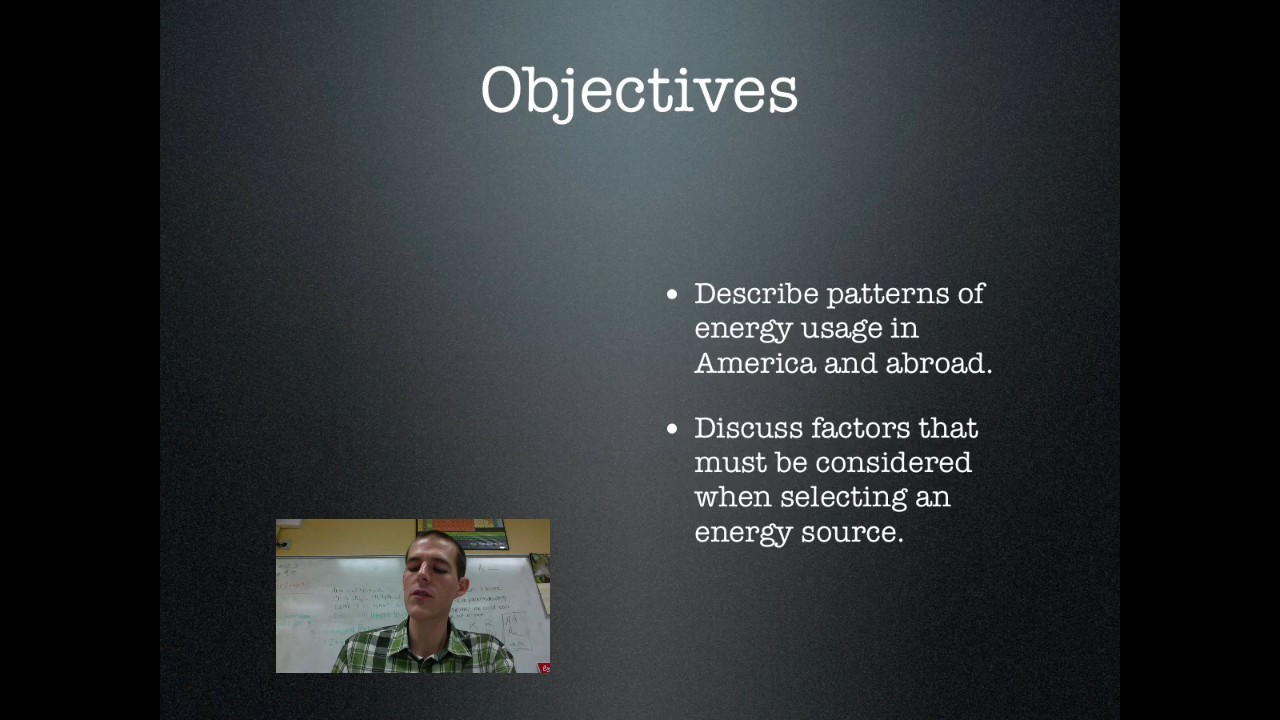 Objectives
• Describe patterns of
energy usage in
America and abroad.
• Discuss factors that
must be considered
when selecting an
energy source.